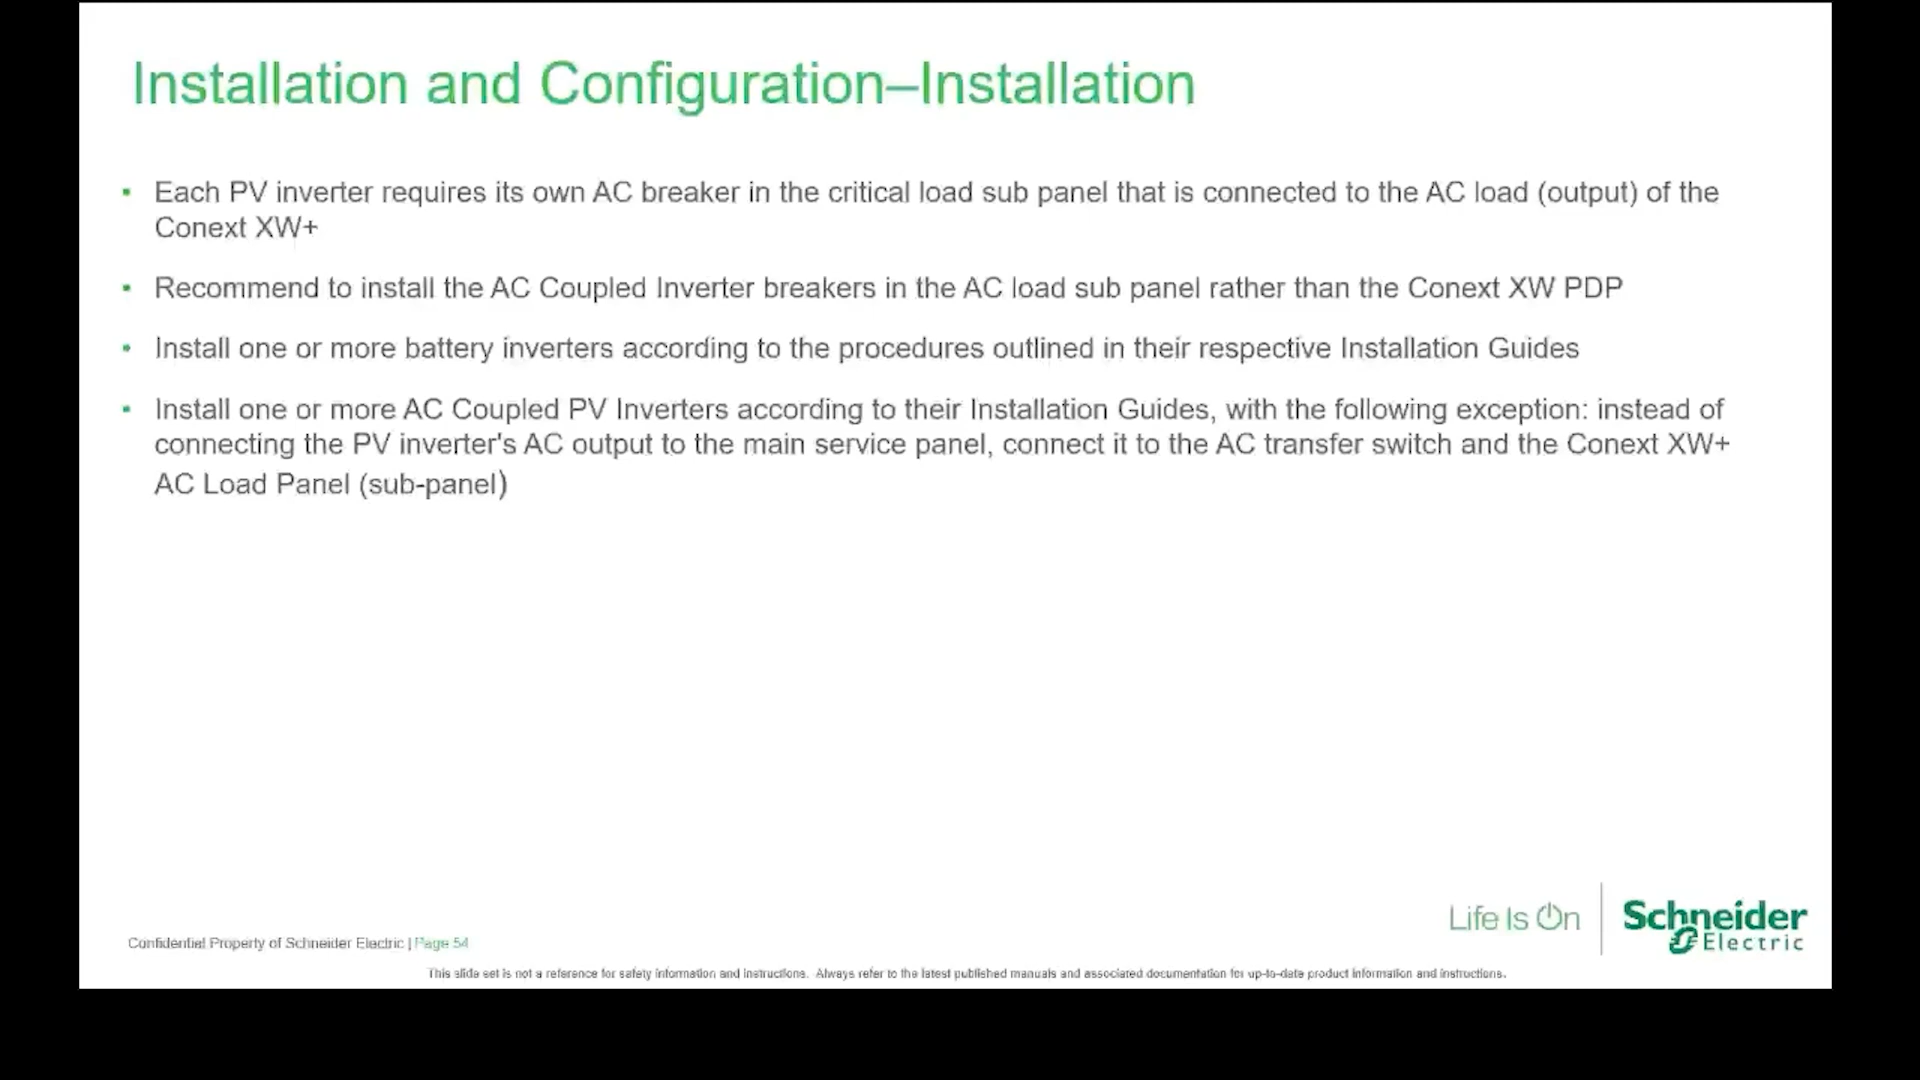 Installation and Configuration–Installation
Each PV inverter requires its own AC breaker in the critical load sub panel that is connected to the AC load (output) of the
Conext XW+
Recommend to install the AC Coupled Inverter breakers in the AC load sub panel rather than the Conext XW PDP
Install one or more battery inverters according to the procedures outlined in their respective Installation Guides
Install one or more AC Coupled PV Inverters according to their Installation Guides, with the following exception: instead of
connecting the PV inverter's AC output to the main service panel, connect it to the AC transfer switch and the Conext XW+
AC Load Panel (sub-panel)
Life Is On
Schneider
Electric
Confidential Property of Schneider Electric | Page 54
This slide set is not a reference for safety information and instructions. Always refer to the latest published manuals and associated documentation for up-to-date product information and instructions.